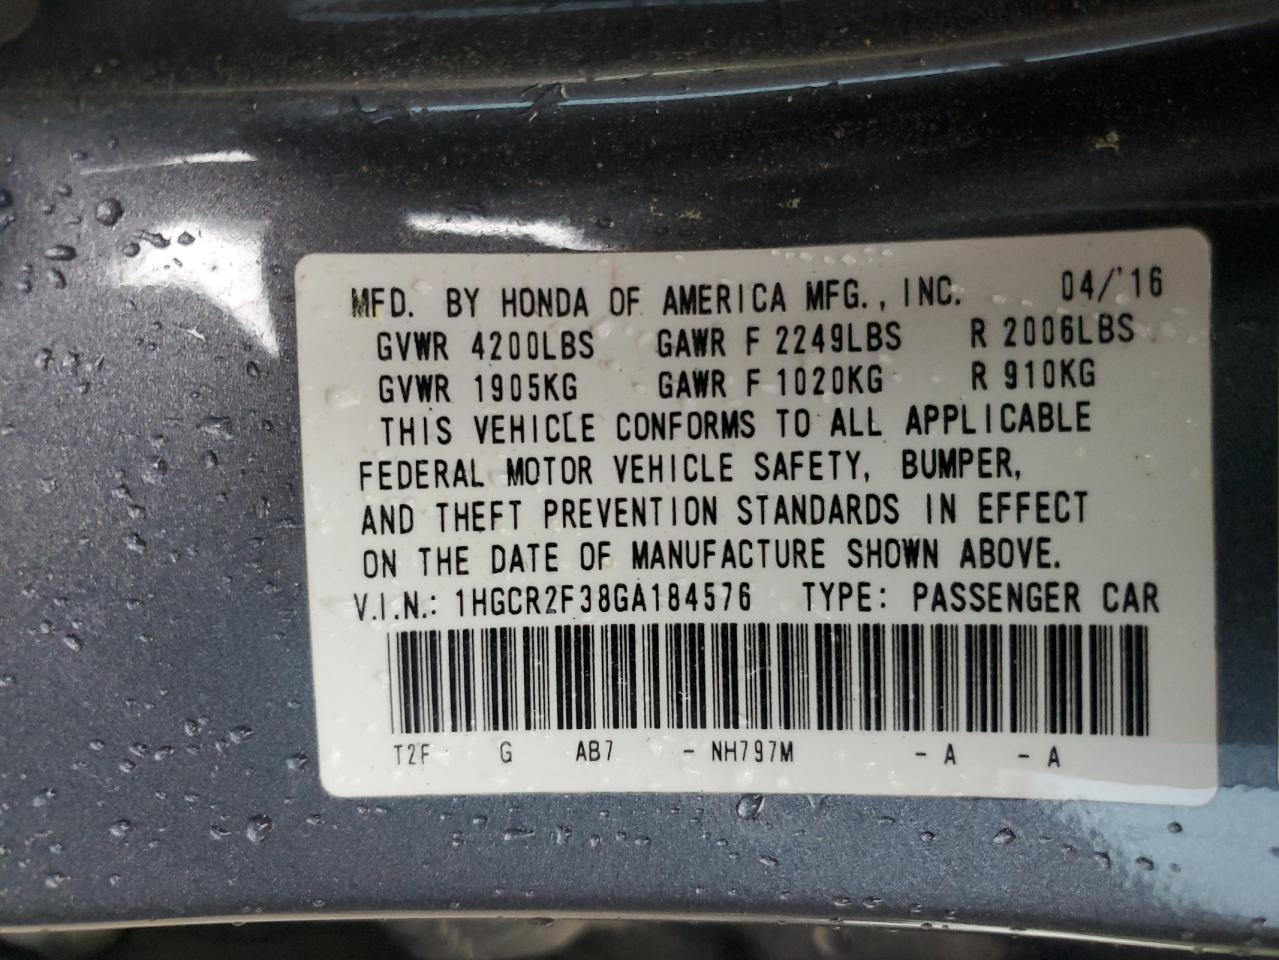 MFD. BY HONDA OF AMERICA MFG., INC. 04/'16
GVWR 4200LBS GAWR F 2249LBS R 2006LBS
GVWR 1905KG GAWR F 1020KG R 910KG
THIS VEHICLE CONFORMS TO ALL APPLICABLE
FEDERAL MOTOR VEHICLE SAFETY, BUMPER,
AND THEFT PREVENTION STANDARDS IN EFFECT
ON THE DATE OF MANUFACTURE SHOWN ABOVE.
V.I.N.: 1HGCR2F38GA184576 TYPE: PASSENGER CAR
T2F G AB7 - NH797M - A - A